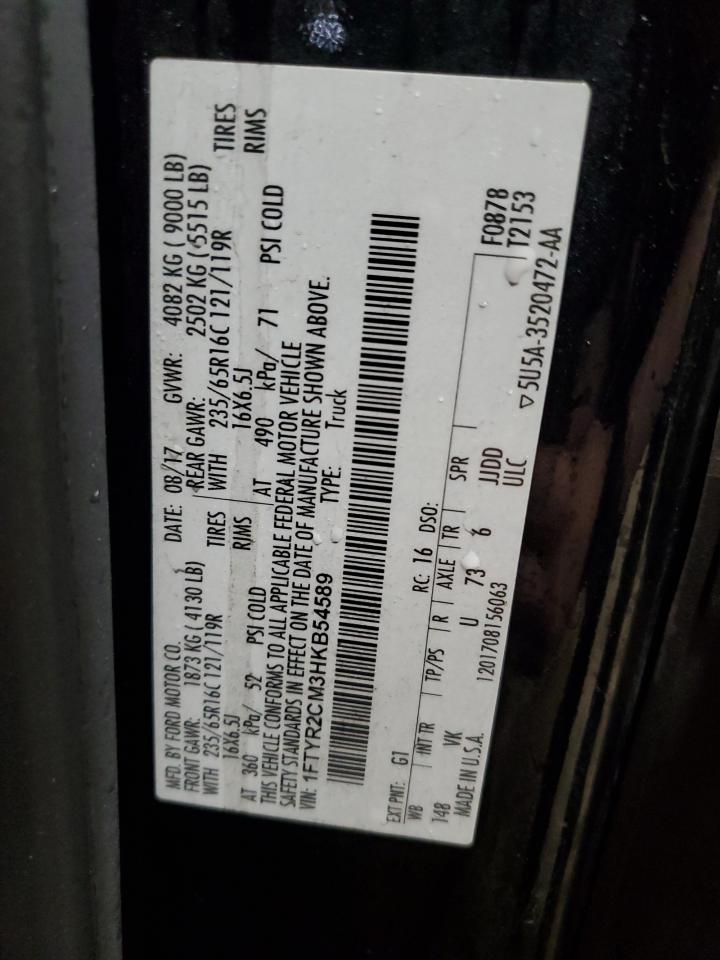 MFD. BY FORD MOTOR CO. DATE: 08/17 GVWR: 4082 KG ( 9000 LB)
FRONT GAWR: 1873 KG ( 4130 LB) REAR GAWR: 2502 KG ( 5515 LB)
WITH 235/65R16C 121/119R TIRES WITH 235/65R16C 121/119R TIRES
16X6.5J RIMS 16X6.5J RIMS
AT 360 kPa/ 52 PSI COLD AT 490 kPa/ 71 PSI COLD
THIS VEHICLE CONFORMS TO ALL APPLICABLE FEDERAL MOTOR VEHICLE
SAFETY STANDARDS IN EFFECT ON THE DATE OF MANUFACTURE SHOWN ABOVE.
VIN: 1FTYR2CM3HKB54589 TYPE: Truck
EXT PNT: G1 RC: 16 DSO: F0878
WB INT TR TP/PS R AXLE TR SPR T2153
148 VK U 73 6 JJDD
MADE IN U.S.A. 1201708156063 ULC ▽5U5A-3520472-AA